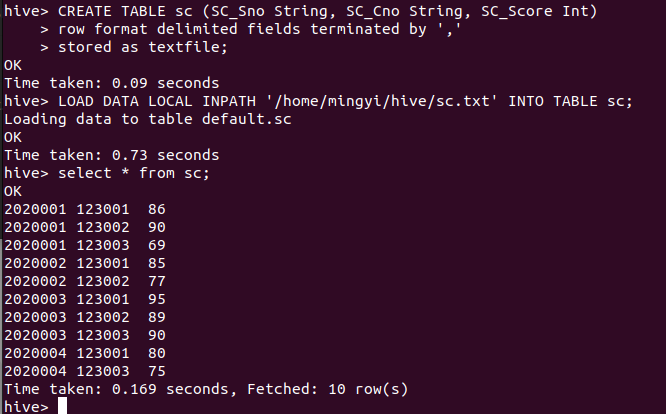 hive> CREATE TABLE sc (SC_Sno String, SC_Cno String, SC_Score Int)
    > row format delimited fields terminated by ','
    > stored as textfile;
OK
Time taken: 0.09 seconds
hive> LOAD DATA LOCAL INPATH '/home/mingyi/hive/sc.txt' INTO TABLE sc;
Loading data to table default.sc
OK
Time taken: 0.73 seconds
hive> select * from sc;
OK
2020001 123001  86
2020001 123002  90
2020001 123003  69
2020002 123001  85
2020002 123002  77
2020003 123001  95
2020003 123002  89
2020003 123003  90
2020004 123001  80
2020004 123003  75
Time taken: 0.169 seconds, Fetched: 10 row(s)
hive>